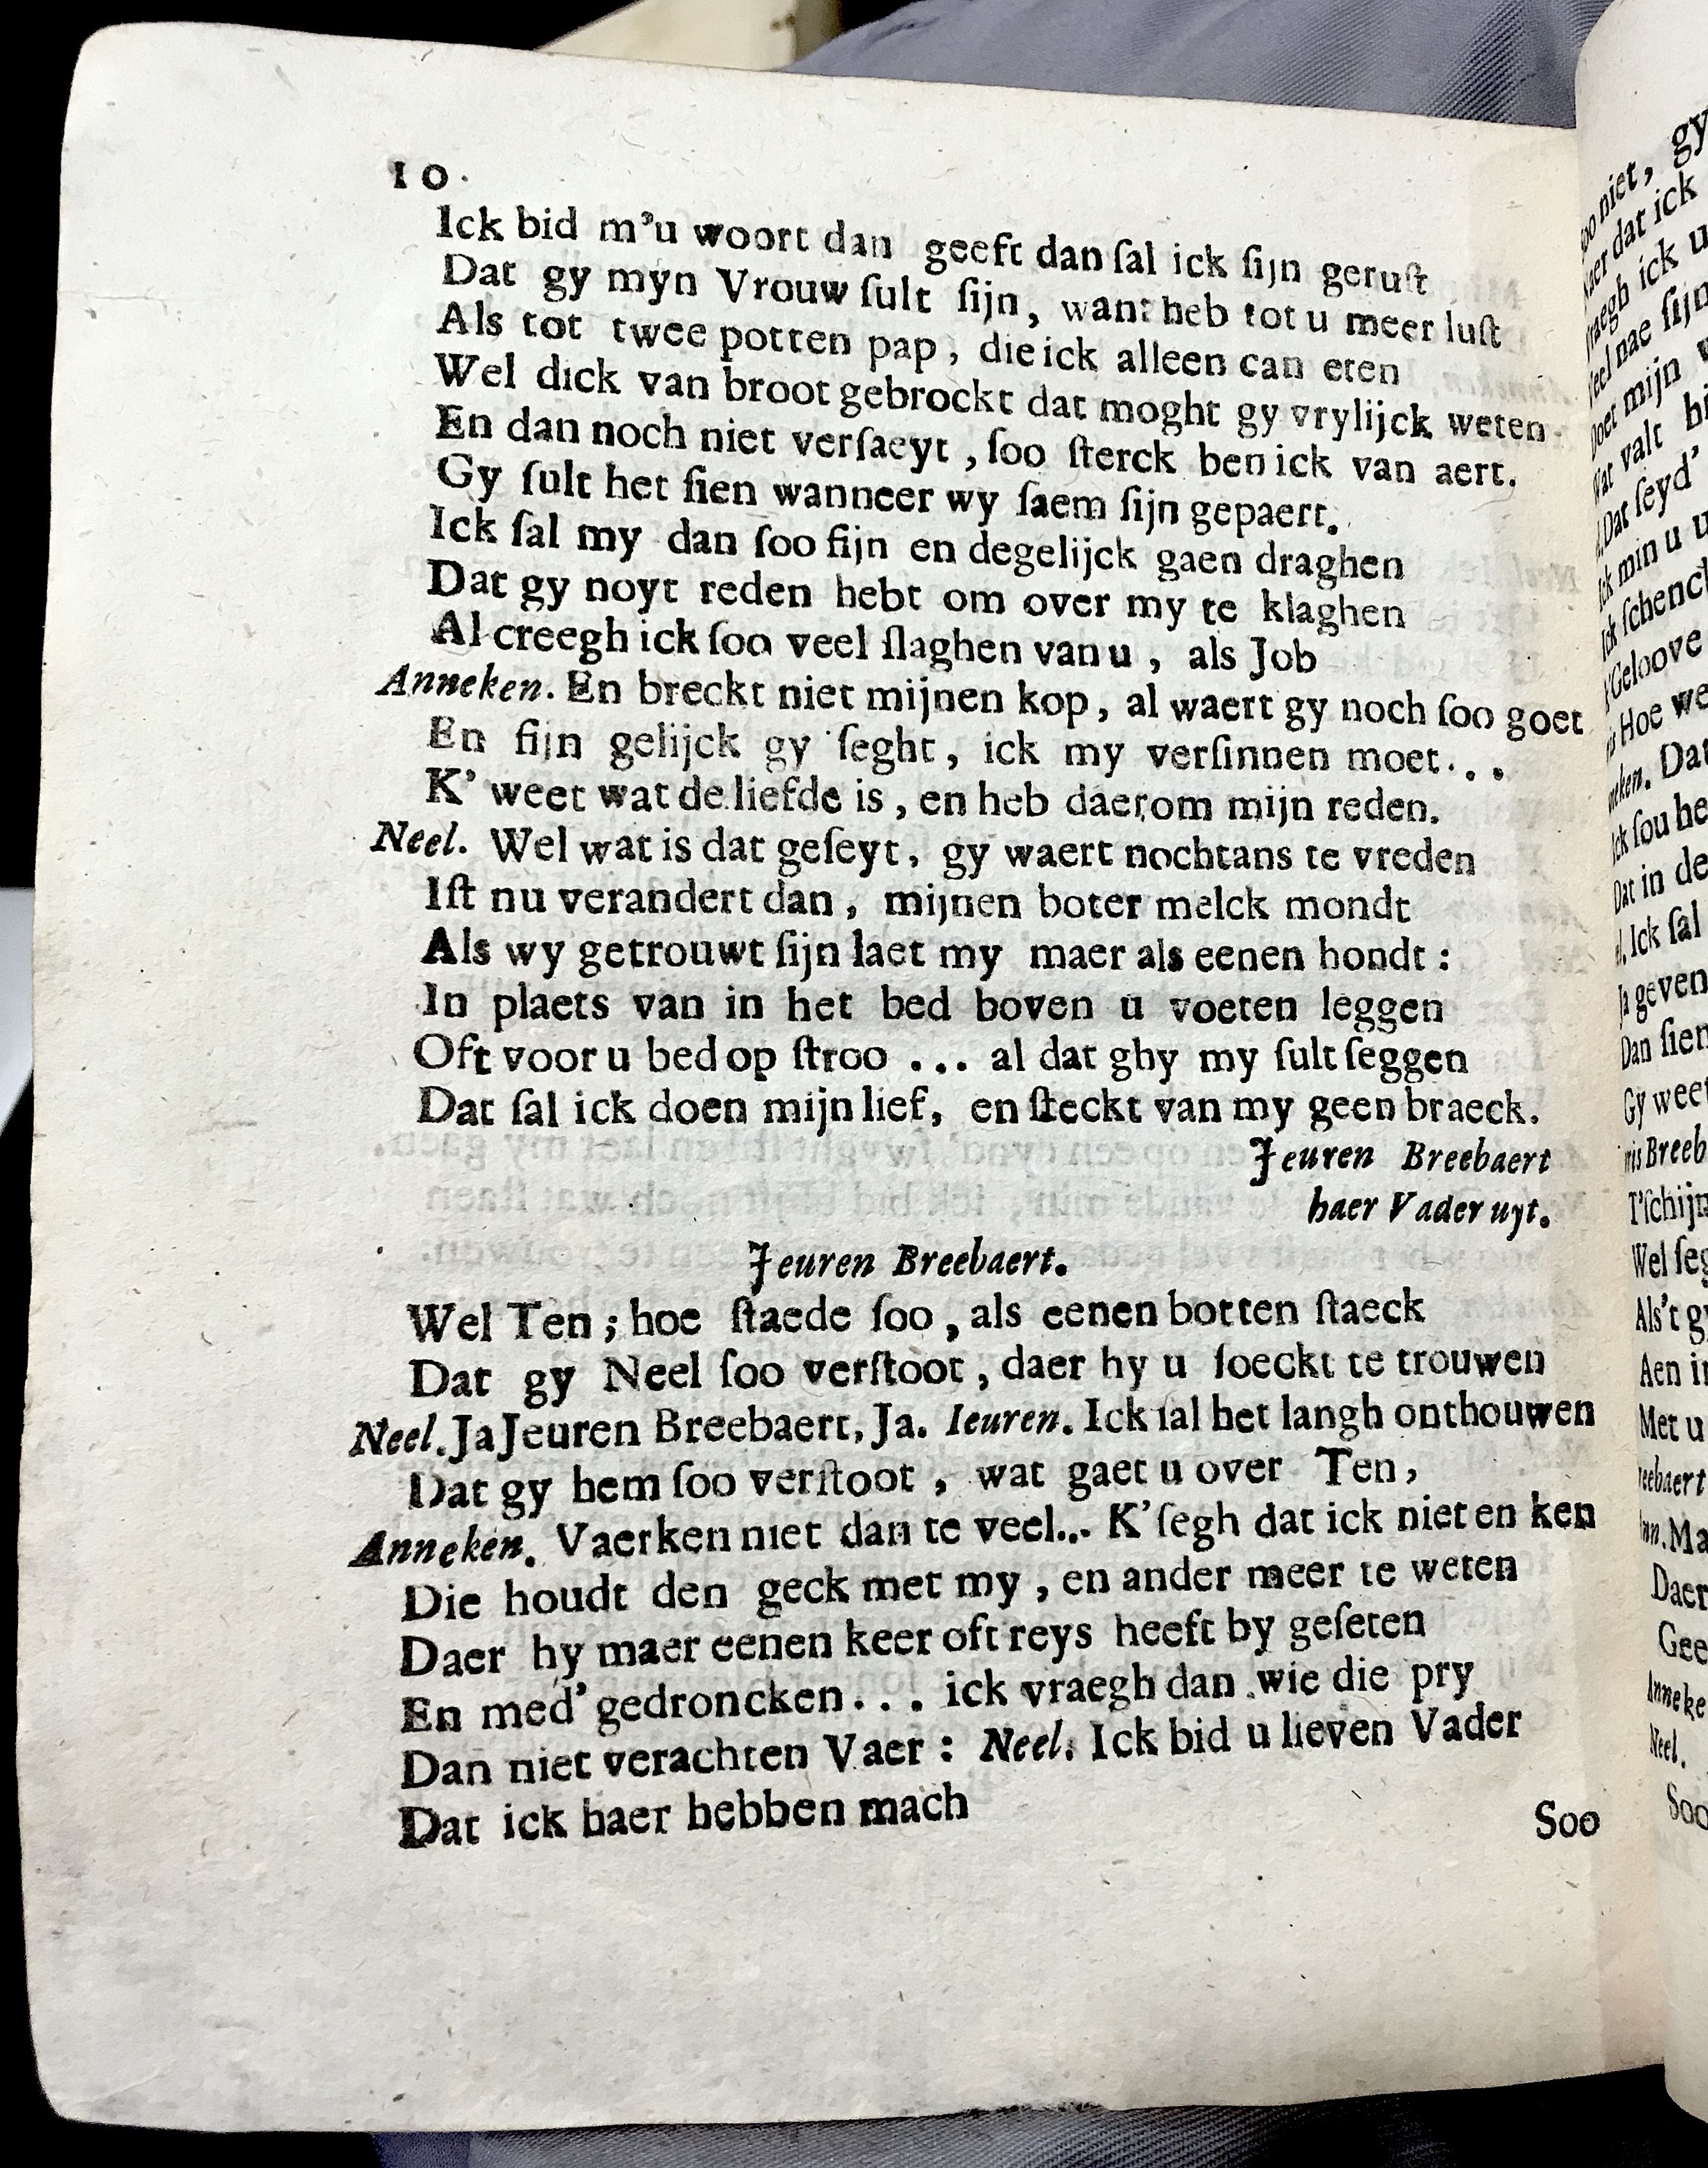 10.
Ick bid m'u woort dan geeft dan ſal ick ſijn geruſt
Dat gy myn Vrouw ſult ſijn, want heb tot u meer luſt
Als tot twee potten pap, die ick alleen can eten
Wel dick van broot gebrockt dat moght gy vrylijck weten
En dan noch niet verſaeyt, ſoo ſterck ben ick van aert.
Gy ſult het ſien wanneer wy ſaem ſijn gepaert.
Ick ſal my dan ſoo fijn en degelijck gaen draghen
Dat gy noyt reden hebt om over my te klaghen
Al creegh ick ſoo veel ſlaghen van u, als Job
Anneken. En breckt niet mijnen kop, al waert gy noch ſoo goet
En fijn gelijck gy ſeght, ick my verſinnen moet...
K' weet wat de liefde is, en heb daerom mijn reden.
Neel. Wel wat is dat geſeyt, gy waert nochtans te vreden
Iſt nu verandert dan, mijnen boter melck mondt
Als wy getrouwt ſijn laet my maer als eenen hondt:
In plaets van in het bed boven u voeten leggen
Oft voor u bed op ſtroo ... al dat ghy my ſult ſeggen
Dat ſal ick doen mijn lief, en ſteckt van my geen braeck.
Jeuren Breebaert
haer Vader uyt.
Jeuren Breebaert.
Wel Ten; hoe ſtaede ſoo, als eenen botten ſtaeck
Dat gy Neel ſoo verſtoot, daer hy u ſoeckt te trouwen
Neel. Ja Jeuren Breebaert, Ja. Ieuren. Ick ſal het langh onthouwen
Dat gy hem ſoo verſtoot, wat gaet u over Ten,
Anneken. Vaerken niet dan te veel... K'ſegh dat ick niet en ken
Die houdt den geck met my, en ander meer te weten
Daer hy maer eenen keer oft reys heeft by geſeten
En med' gedroncken... ick vraegh dan wie die pry
Dan niet verachten Vaer: Neel. Ick bid u lieven Vader
Dat ick haer hebben mach
Soo